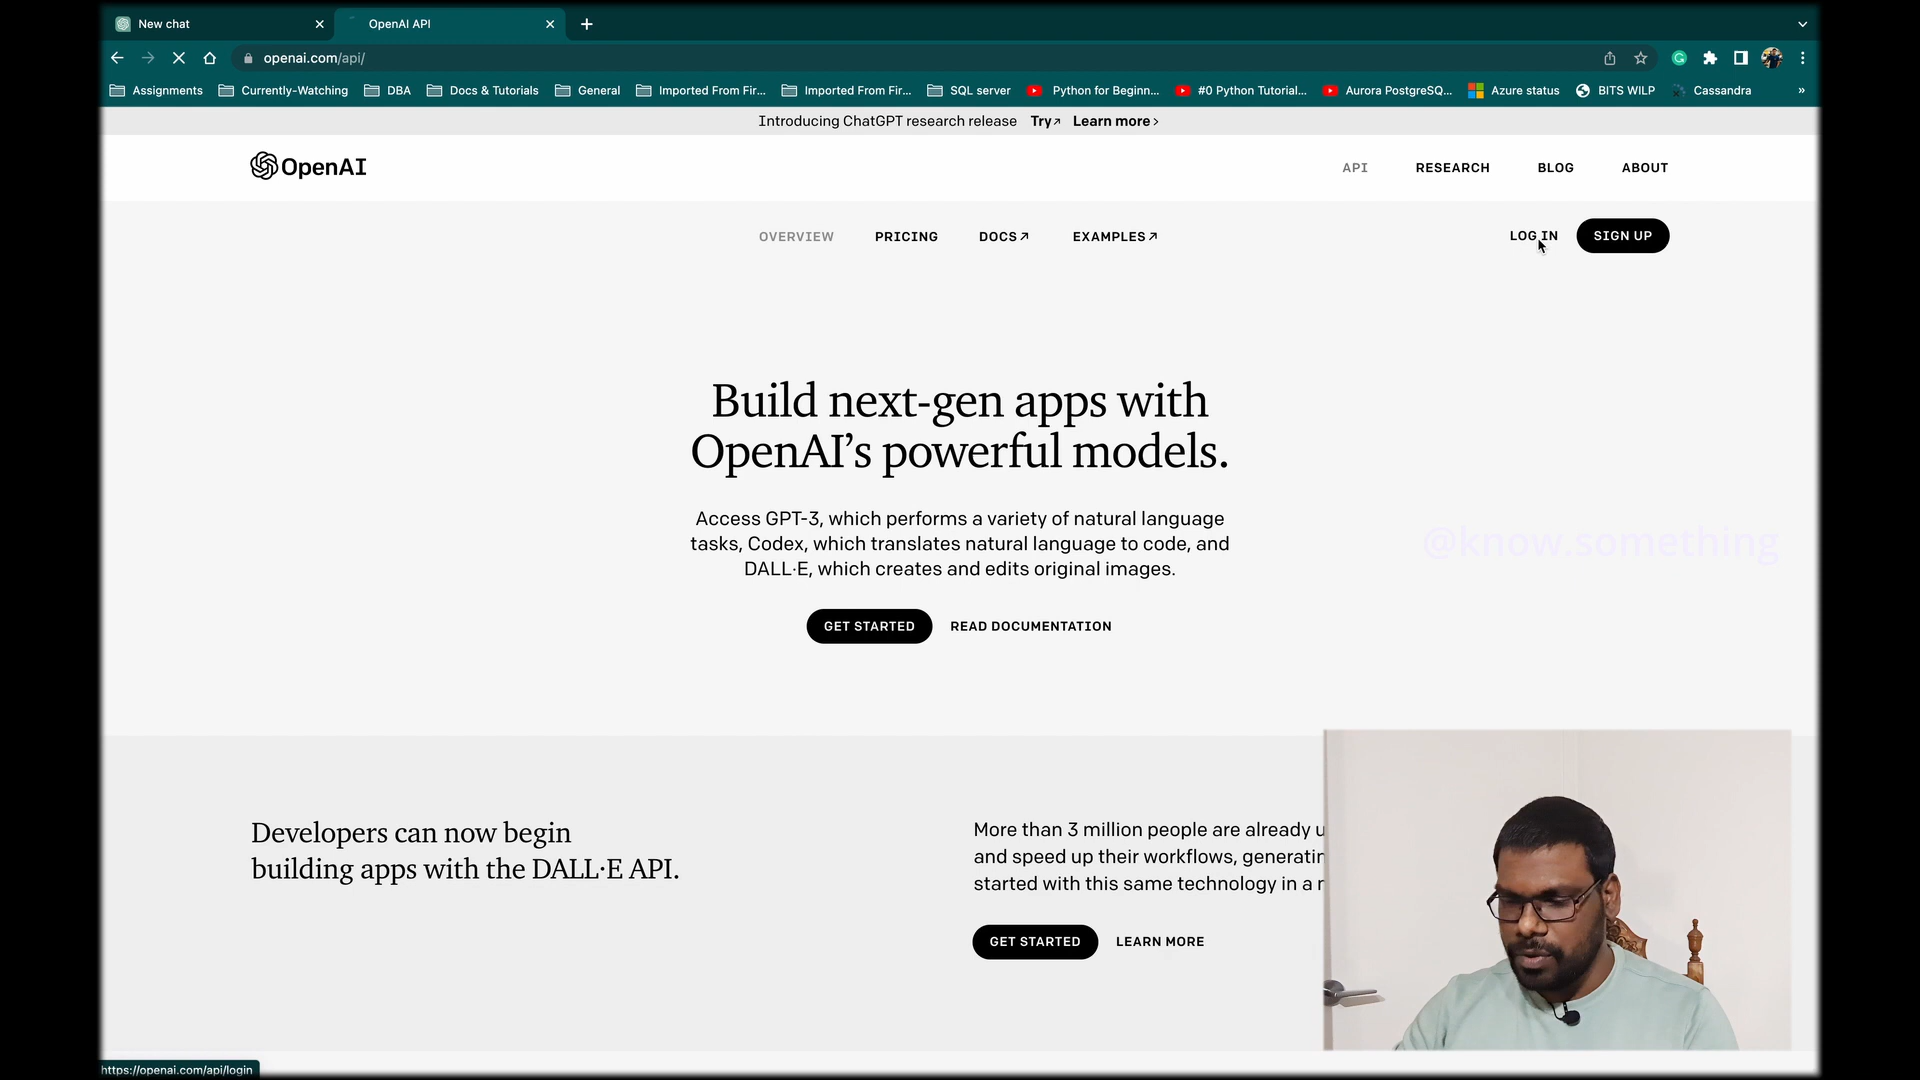 New chat
OpenAI API
openai.com/api/
Assignments
Currently-Watching
DBA
Docs & Tutorials
General
Imported From Fir...
Imported From Fir...
SQL server
Python for Beginn...
#0 Python Tutorial...
Aurora PostgreSQ...
Azure status
BITS WILP
Cassandra
»
Introducing ChatGPT research release Try↗ Learn more ›
OpenAI
API RESEARCH BLOG ABOUT
OVERVIEW PRICING DOCS↗ EXAMPLES↗
LOG IN SIGN UP
Build next-gen apps with
OpenAI’s powerful models.
Access GPT-3, which performs a variety of natural language
tasks, Codex, which translates natural language to code, and
DALL·E, which creates and edits original images.
@know.something
GET STARTED READ DOCUMENTATION
Developers can now begin
building apps with the DALL·E API.
More than 3 million people are already u
and speed up their workflows, generatin
started with this same technology in a
GET STARTED LEARN MORE
https://openai.com/api/login